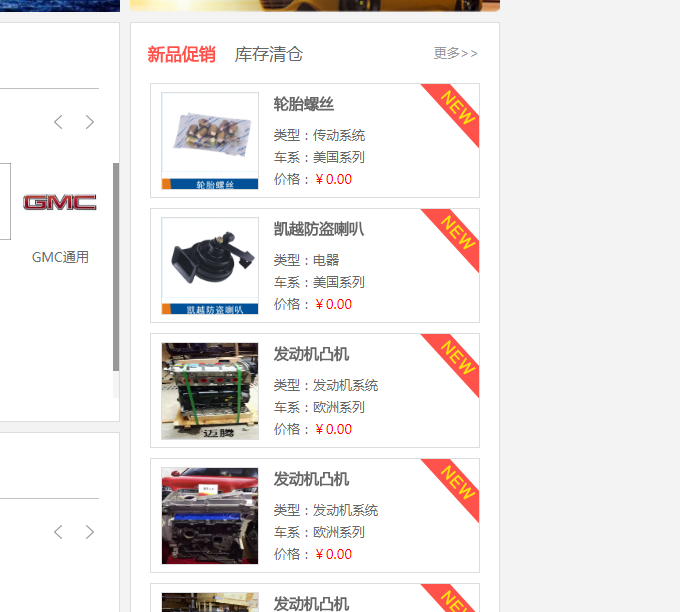 新品促销 库存清仓 更多>>
GMC
GMC通用
NEW
轮胎螺丝
类型：传动系统
车系：美国系列
价格：￥0.00
轮胎螺丝
NEW
凯越防盗喇叭
类型：电器
车系：美国系列
价格：￥0.00
凯越防盗喇叭
NEW
发动机凸机
类型：发动机系统
车系：欧洲系列
价格：￥0.00
迈腾
NEW
发动机凸机
类型：发动机系统
车系：欧洲系列
价格：￥0.00
NEW
发动机凸机